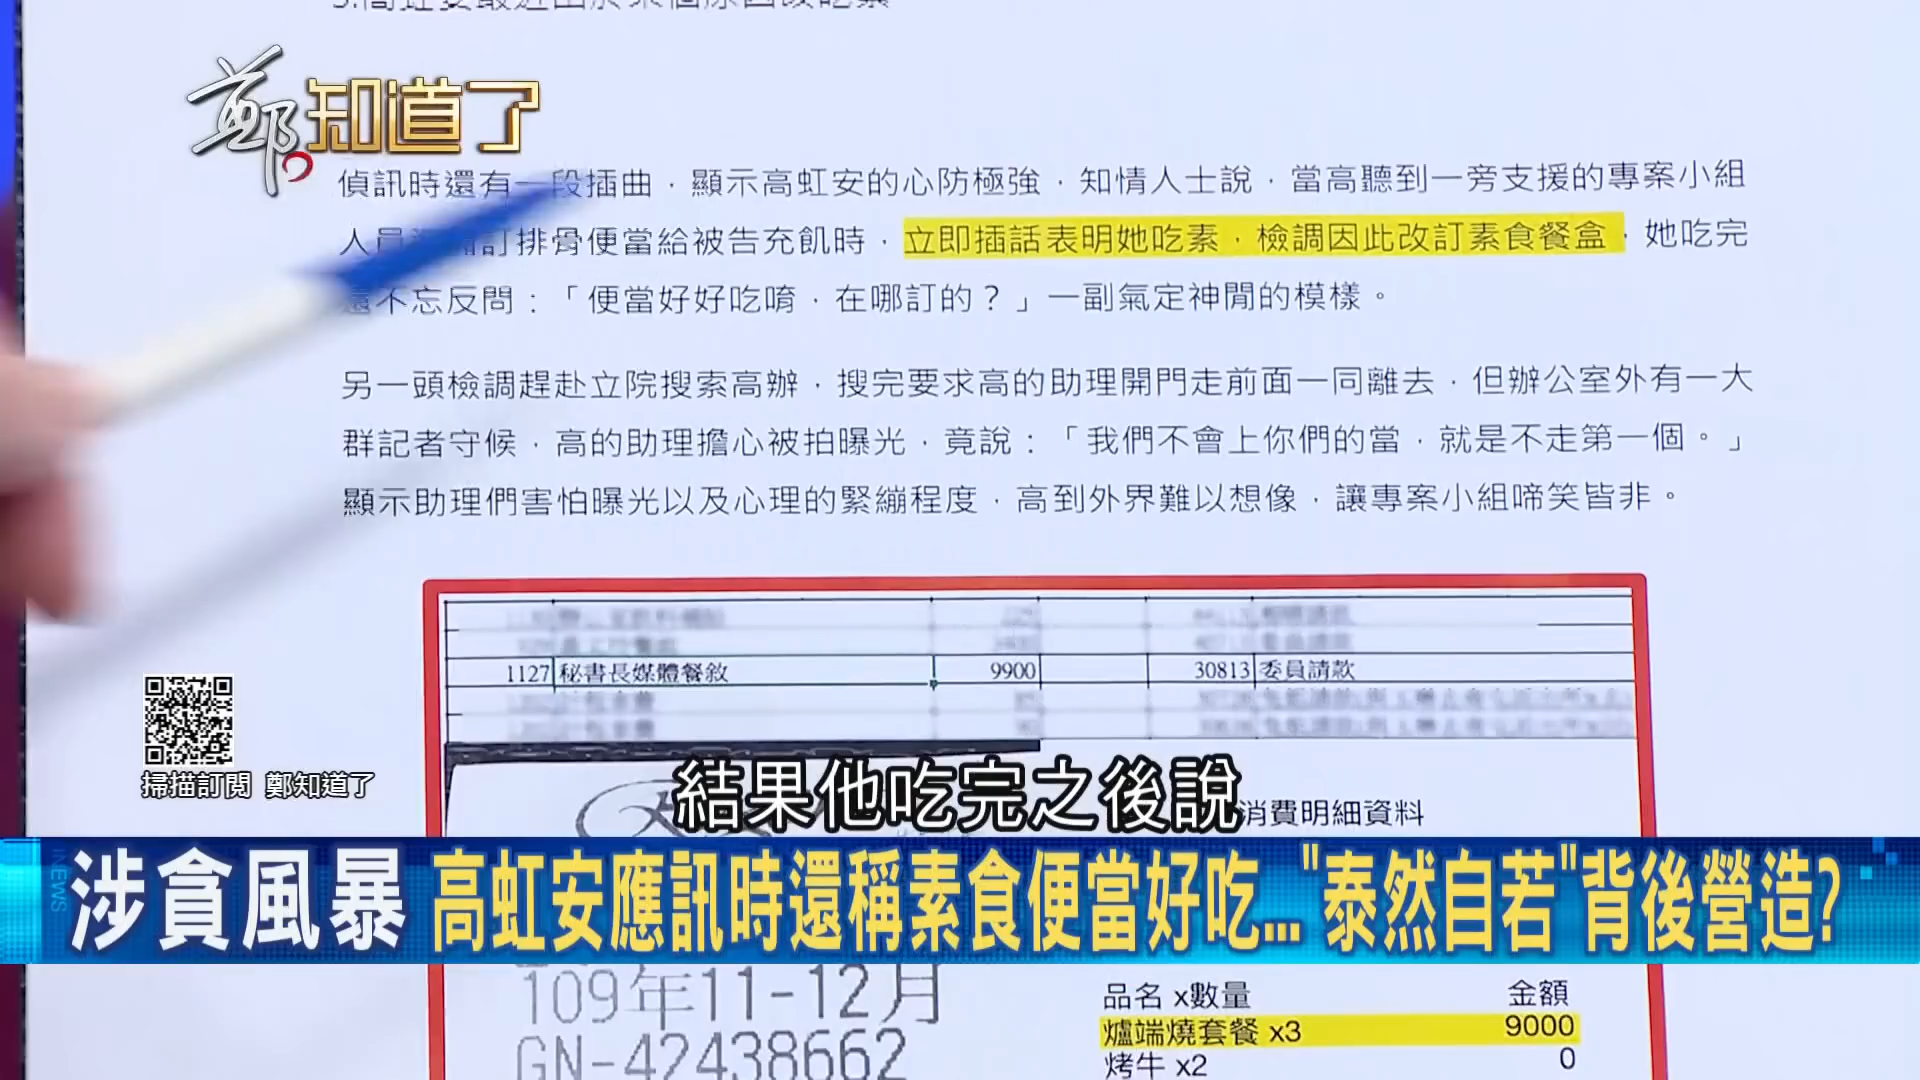 鄭知道了
偵訊時還有一段插曲，顯示高虹安的心防極強，知情人士說，當高聽到一旁支援的專案小組
人員　訂排骨便當給被告充飢時，立即插話表明她吃素，檢調因此改訂素食餐盒，她吃完
還不忘反問：「便當好好吃唷，在哪訂的？」一副氣定神閒的模樣。
另一頭檢調趕赴立院搜索高辦，搜完要求高的助理開門走前面一同離去，但辦公室外有一大
群記者守候，高的助理擔心被拍曝光，竟說：「我們不會上你們的當，就是不走第一個。」
顯示助理們害怕曝光以及心理的緊繃程度，高到外界難以想像，讓專案小組啼笑皆非。
1127 秘書長媒體餐敘 9900 30813 委員請款
掃描訂閱 鄭知道了
結果他吃完之後說
消費明細資料
INEWS
涉貪風暴 高虹安應訊時還稱素食便當好吃..."泰然自若"背後營造?
109年11-12月
GN-42438662
品名 x數量 金額
爐端燒套餐 x3 9000
烤牛 x2 0